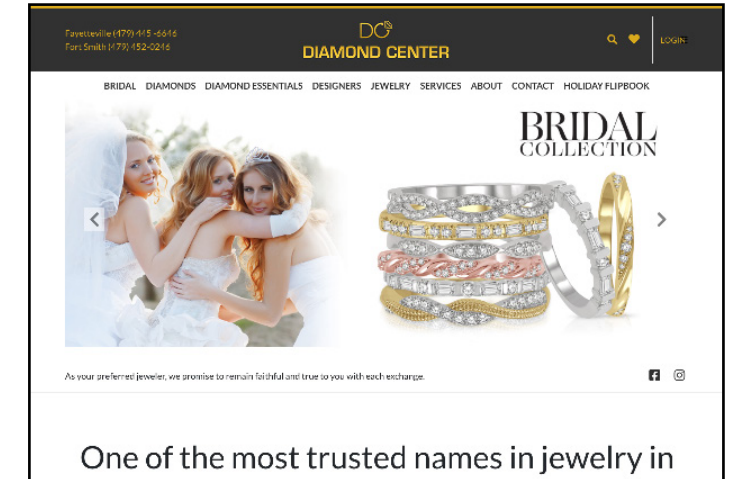 Fayetteville (479) 445 -6646
Fort Smith (479) 452-0246
DC
DIAMOND CENTER
LOGIN
BRIDAL DIAMONDS DIAMOND ESSENTIALS DESIGNERS JEWELRY SERVICES ABOUT CONTACT HOLIDAY FLIPBOOK
BRIDAL
COLLECTION
As your preferred jeweler, we promise to remain faithful and true to you with each exchange.
One of the most trusted names in jewelry in